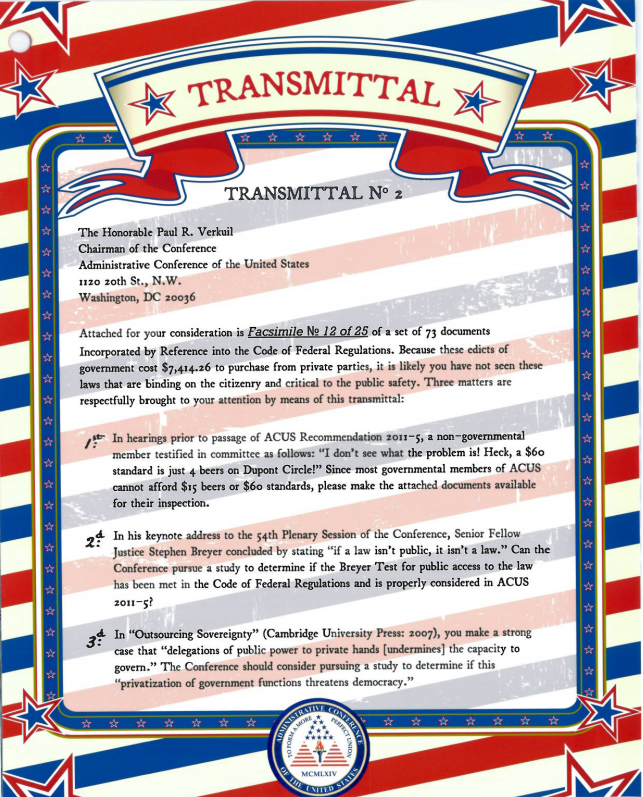 TRANSMITTAL
TRANSMITTAL Nº 2
The Honorable Paul R. Verkuil
Chairman of the Conference
Administrative Conference of the United States
1120 20th St., N.W.
Washington, DC 20036
Attached for your consideration is Facsimile № 12 of 25 of a set of 73 documents
Incorporated by Reference into the Code of Federal Regulations. Because these edicts of
government cost $7,414.26 to purchase from private parties, it is likely you have not seen these
laws that are binding on the citizenry and critical to the public safety. Three matters are
respectfully brought to your attention by means of this transmittal:
1st In hearings prior to passage of ACUS Recommendation 2011-5, a non-governmental
member testified in committee as follows: “I don't see what the problem is! Heck, a $60
standard is just 4 beers on Dupont Circle!” Since most governmental members of ACUS
cannot afford $15 beers or $60 standards, please make the attached documents available
for their inspection.
2d In his keynote address to the 54th Plenary Session of the Conference, Senior Fellow
Justice Stephen Breyer concluded by stating “if a law isn't public, it isn't a law.” Can the
Conference pursue a study to determine if the Breyer Test for public access to the law
has been met in the Code of Federal Regulations and is properly considered in ACUS
2011-5?
3d In “Outsourcing Sovereignty” (Cambridge University Press: 2007), you make a strong
case that “delegations of public power to private hands [undermines] the capacity to
govern.” The Conference should consider pursuing a study to determine if this
“privatization of government functions threatens democracy.”
ADMINISTRATIVE CONFERENCE
TO FORM A MORE PERFECT UNION
MCMLXIV
OF THE UNITED STATES